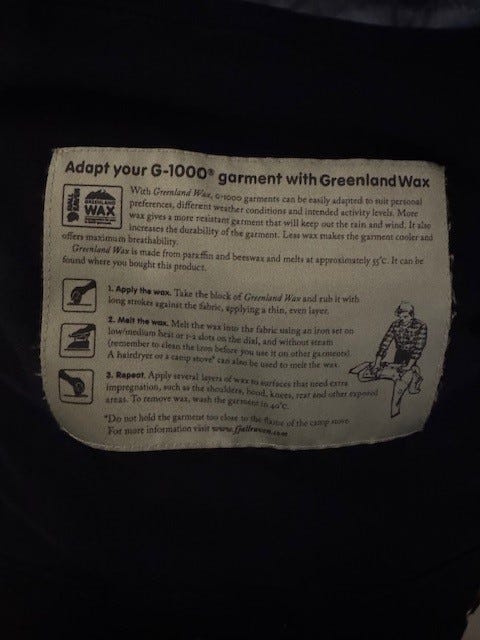 Adapt your G-1000® garment with Greenland Wax
GREENLAND
WAX
With Greenland Wax, G-1000 garments can be easily adapted to suit personal
preferences, different weather conditions and intended activity levels. More
wax gives a more resistant garment that will keep out the rain and wind. It also
increases the durability of the garment. Less wax makes the garment cooler and
offers maximum breathability.
Greenland Wax is made from paraffin and beeswax and melts at approximately 55°C. It can be
found where you bought this product.
1. Apply the wax. Take the block of Greenland Wax and rub it with
long strokes against the fabric, applying a thin, even layer.
2. Melt the wax. Melt the wax into the fabric using an iron set on
low/medium heat or 1-2 slots on the dial, and without steam
(remember to clean the iron before you use it on other garments)
A hairdryer or a camp stove* can also be used to melt the wax.
3. Repeat. Apply several layers of wax to surfaces that need extra
impregnation, such as the shoulders, hood, knees, rear and other exposed
areas. To remove wax, wash the garment in 40°C.
*Do not hold the garment too close to the flame of the camp stove.
For more information visit www.fjallraven.com